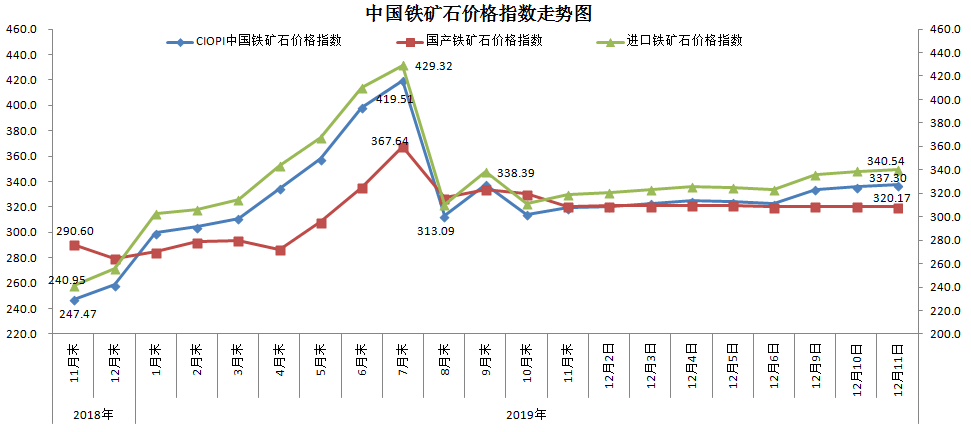 中国铁矿石价格指数走势图
460.0
440.0
420.0
400.0
380.0
360.0
340.0
320.0
300.0
280.0
260.0
240.0
220.0
CIOPI中国铁矿石价格指数
国产铁矿石价格指数
进口铁矿石价格指数
460.0
440.0
420.0
400.0
380.0
360.0
340.0
320.0
300.0
280.0
260.0
240.0
220.0
200.0
429.32
419.51
367.64
338.39
313.09
290.60
240.95
247.47
340.54
337.30
320.17
11月末
12月末
1月末
2月末
3月末
4月末
5月末
6月末
7月末
8月末
9月末
10月末
11月末
12月2日
12月3日
12月4日
12月5日
12月6日
12月9日
12月10日
12月11日
2018年
2019年